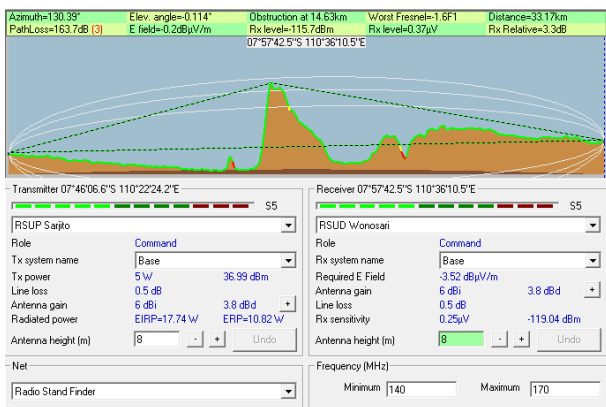 Azimuth=130.39° Elev. angle=-0.114° Obstruction at 14.63km Worst Fresnel=-1.6F1 Distance=33.17km
PathLoss=163.7dB (3) E field=-0.2dBµV/m Rx level=-115.7dBm Rx level=0.37µV Rx Relative=3.3dB
07°57'42.5''S 110°36'10.5''E
Transmitter 07°46'06.6''S 110°22'24.2''E
S5
RSUP Sarjito
Role Command
Tx system name Base
Tx power 5 W 36.99 dBm
Line loss 0.5 dB
Antenna gain 6 dBi 3.8 dBd +
Radiated power EIRP=17.74 W ERP=10.82 W
Antenna height (m) 8 - + Undo
Net
Radio Stand Finder
Receiver 07°57'42.5''S 110°36'10.5''E
S5
RSUD Wonosari
Role Command
Rx system name Base
Required E Field -3.52 dBµV/m
Antenna gain 6 dBi 3.8 dBd +
Line loss 0.5 dB
Rx sensitivity 0.25µV -119.04 dBm
Antenna height (m) 8 - + Undo
Frequency (MHz)
Minimum 140 Maximum 170